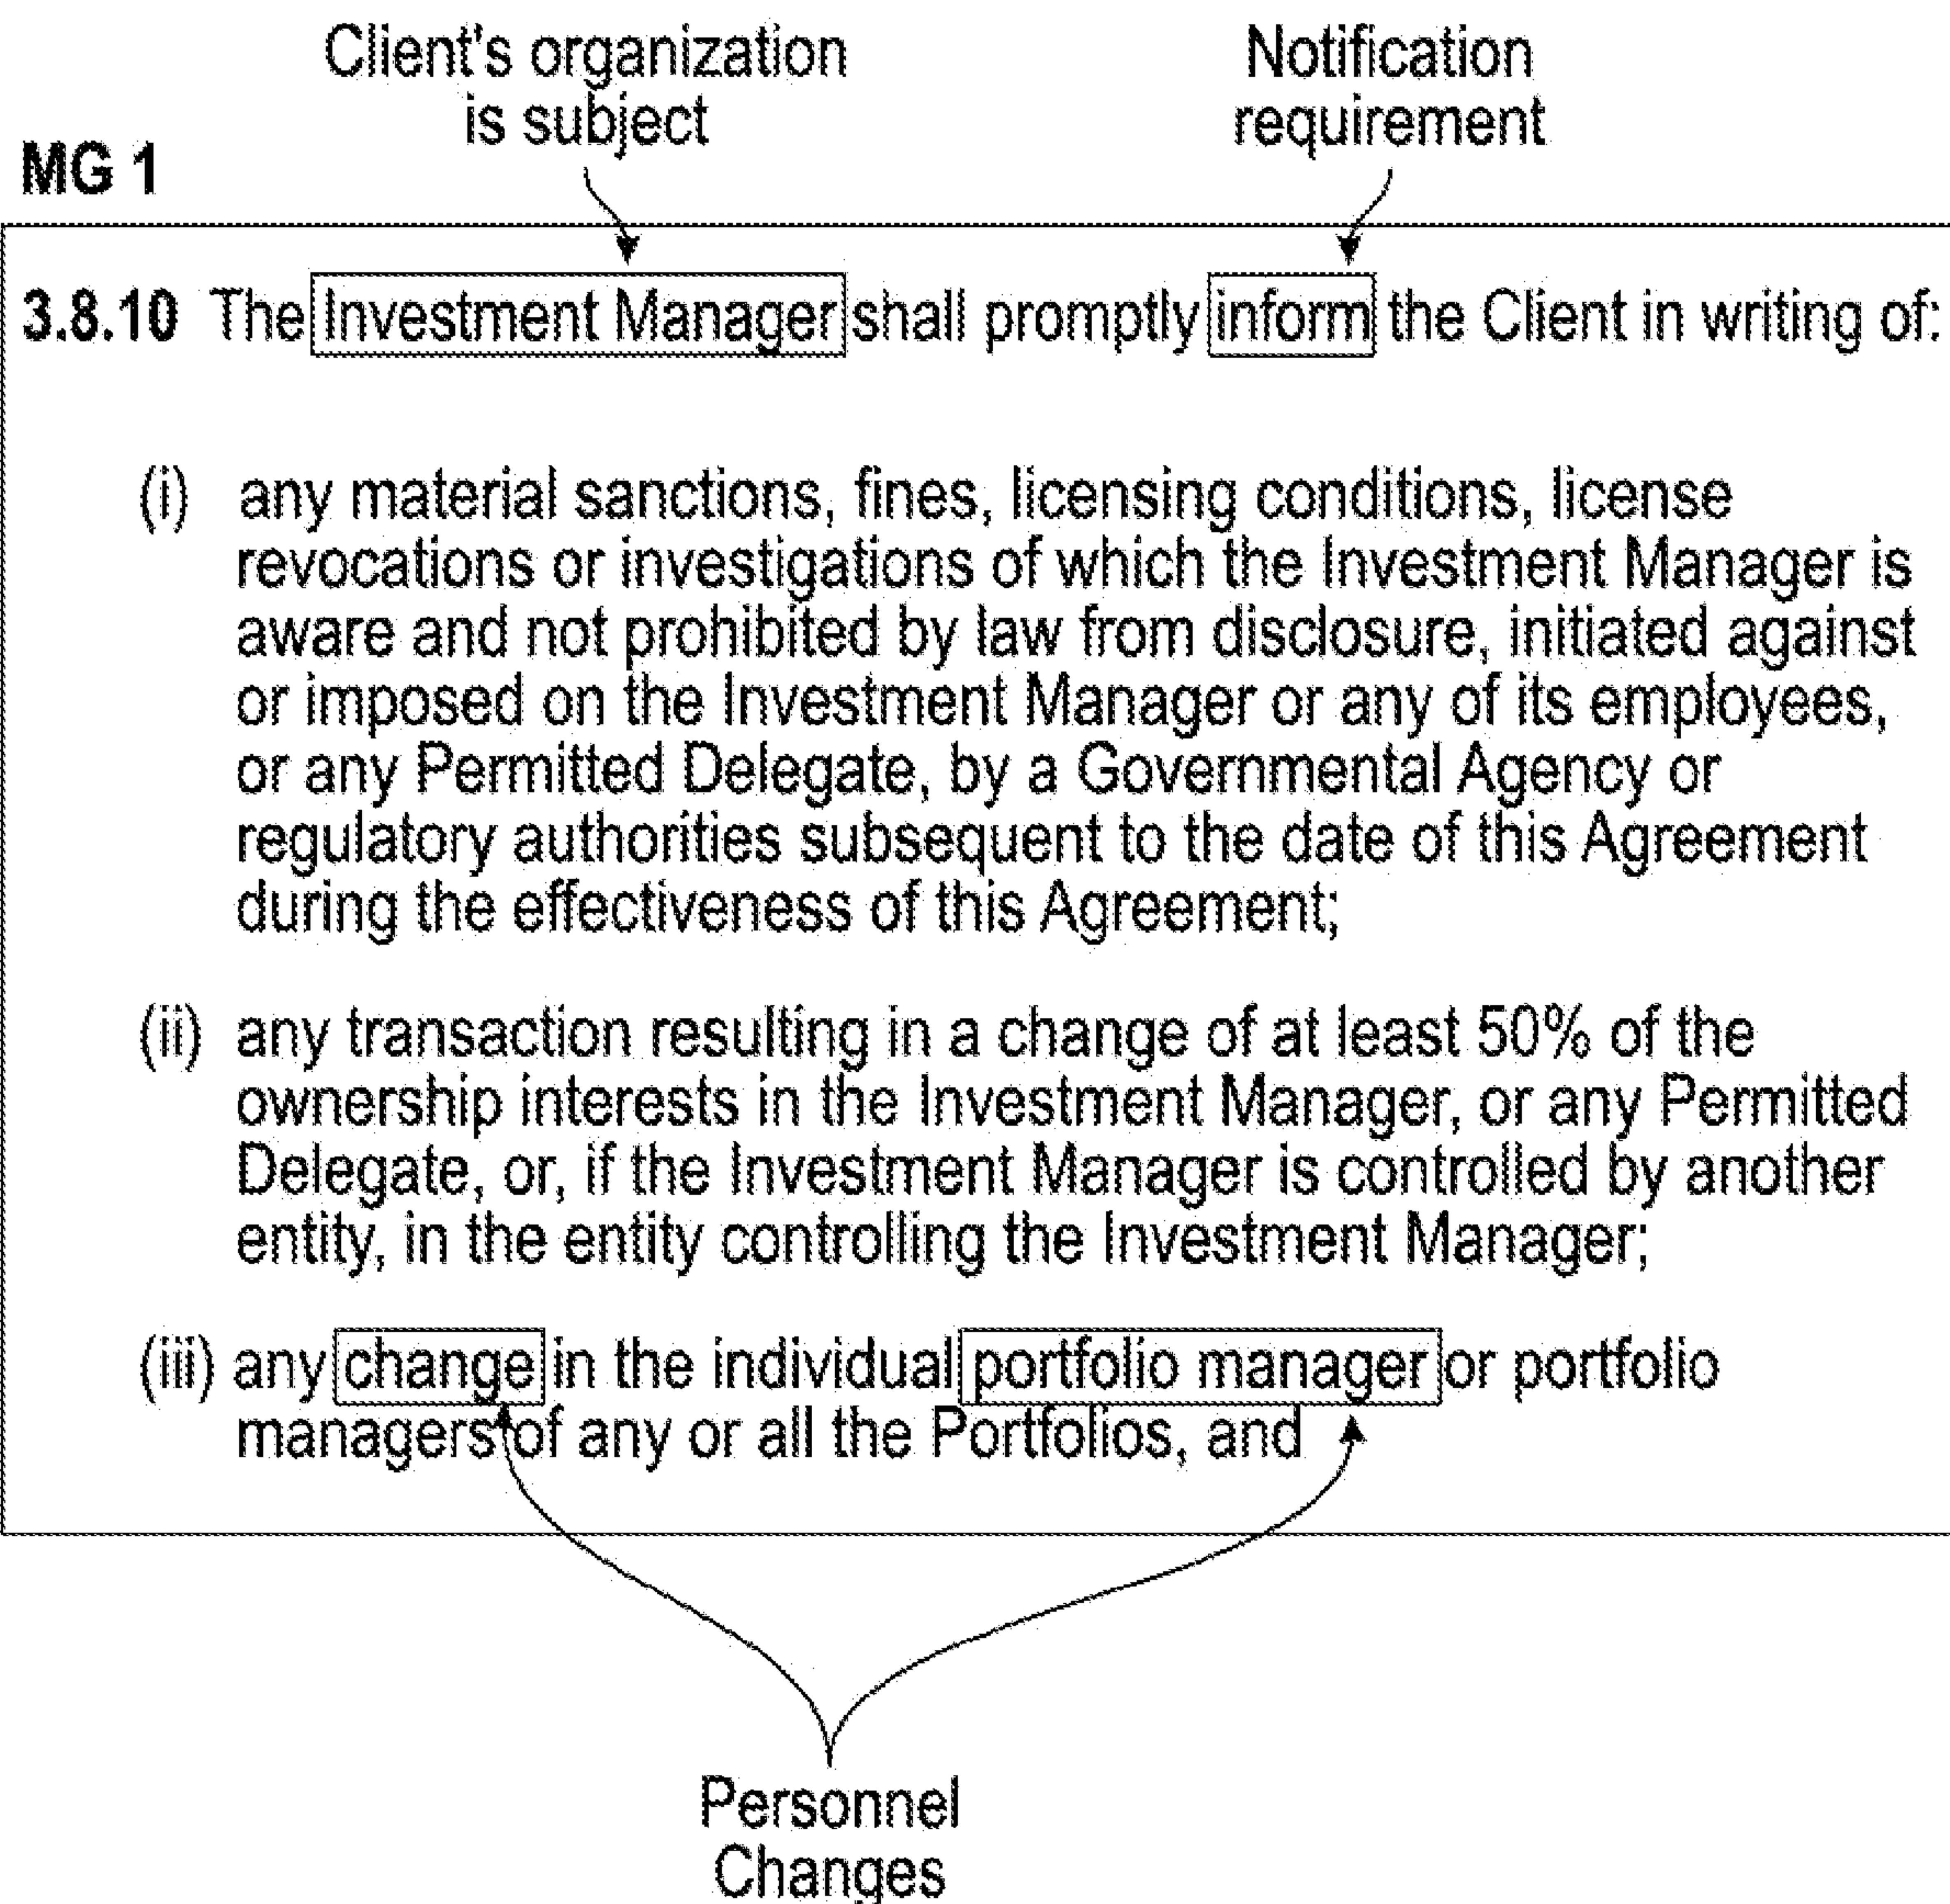 Client's organization
is subject
Notification
requirement
MG 1
3.8.10 The Investment Manager shall promptly inform the Client in writing of:
(i) any material sanctions, fines, licensing conditions, license
revocations or investigations of which the Investment Manager is
aware and not prohibited by law from disclosure, initiated against
or imposed on the Investment Manager or any of its employees,
or any Permitted Delegate, by a Governmental Agency or
regulatory authorities subsequent to the date of this Agreement
during the effectiveness of this Agreement;
(ii) any transaction resulting in a change of at least 50% of the
ownership interests in the Investment Manager, or any Permitted
Delegate, or, if the Investment Manager is controlled by another
entity, in the entity controlling the Investment Manager;
(iii) any change in the individual portfolio manager or portfolio
managers of any or all the Portfolios, and
Personnel
Changes